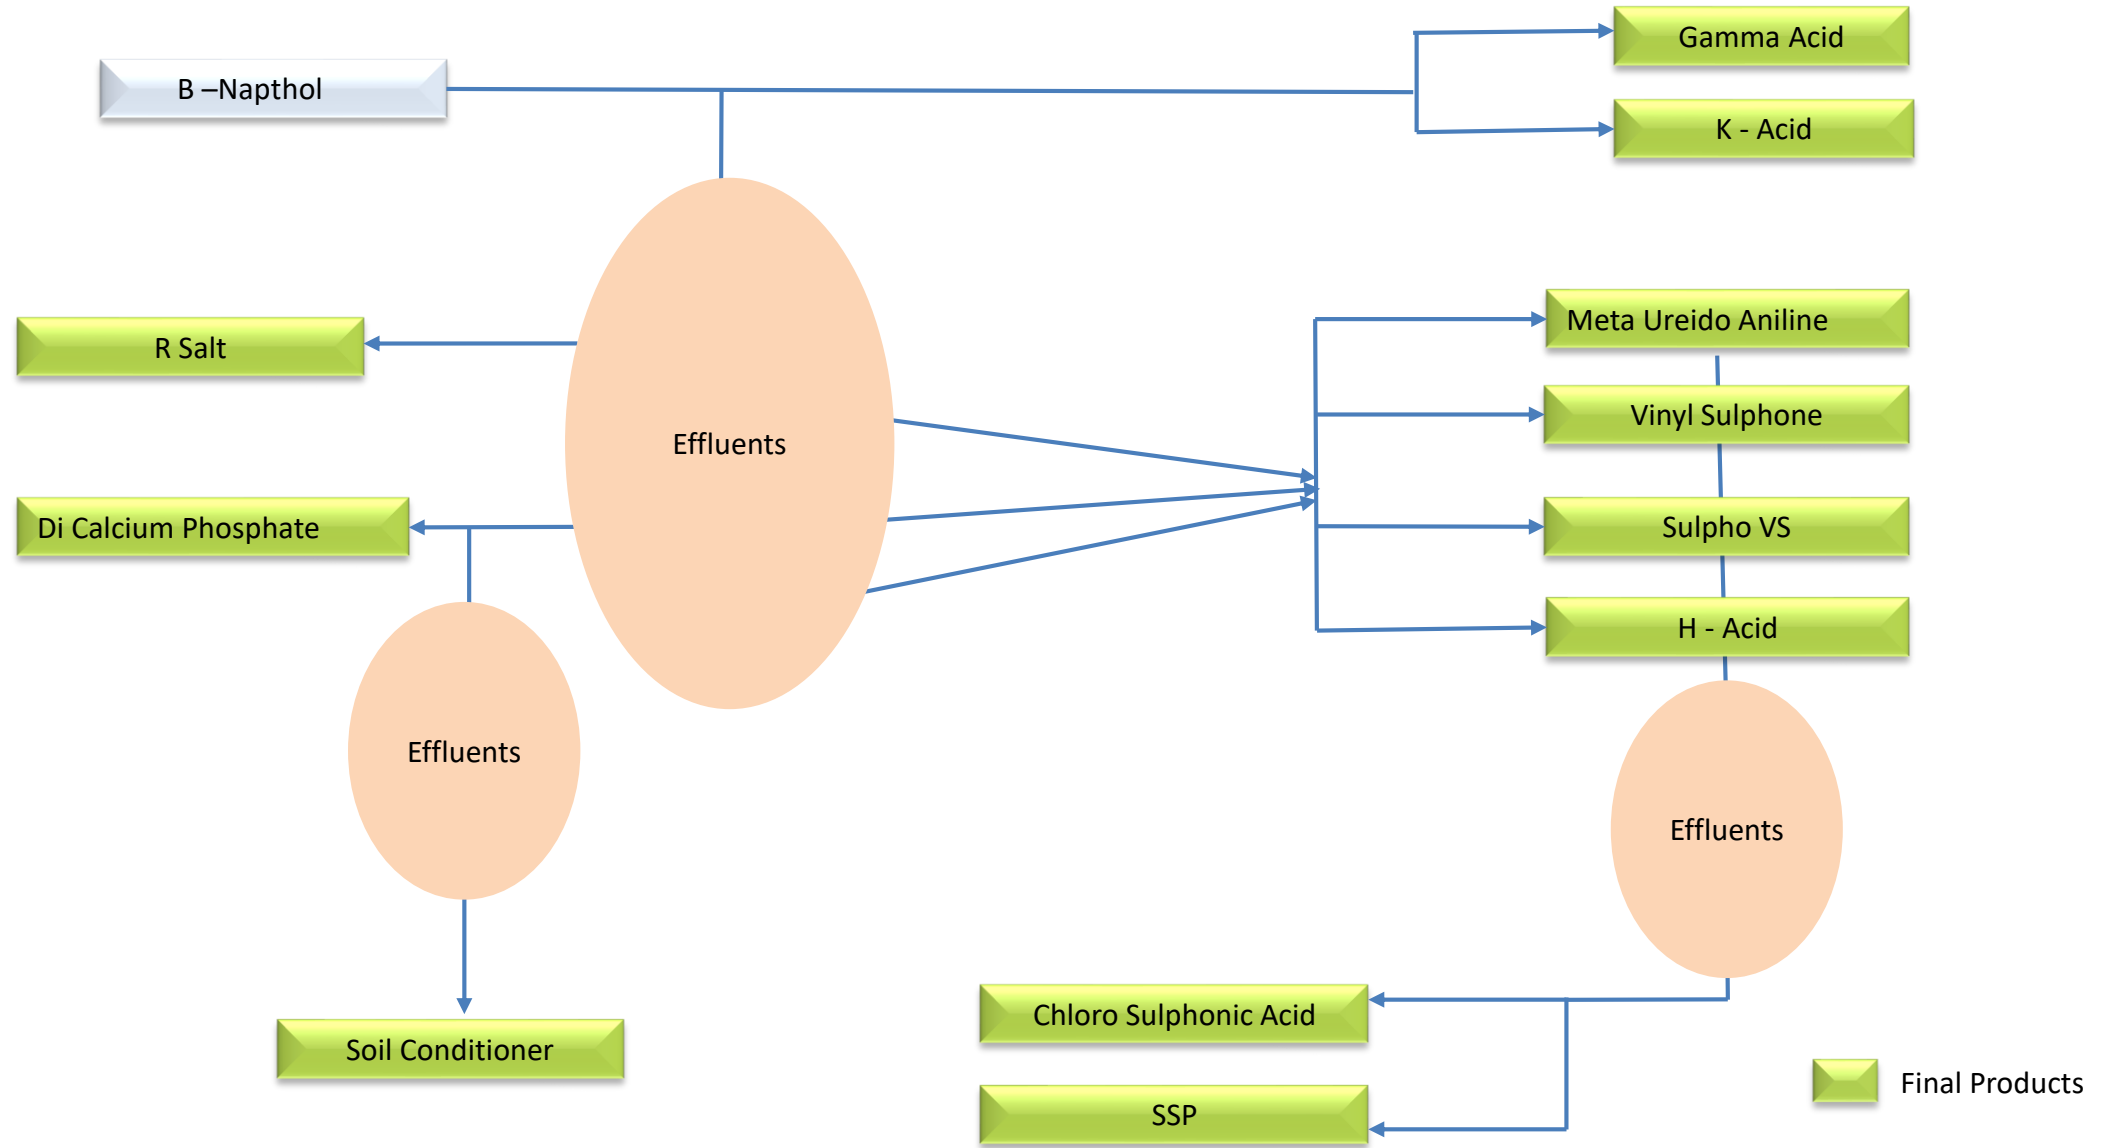 Gamma Acid
B –Napthol
K - Acid
Meta Ureido Aniline
R Salt
Vinyl Sulphone
Effluents
Di Calcium Phosphate
Sulpho VS
H - Acid
Effluents
Effluents
Chloro Sulphonic Acid
Soil Conditioner
Final Products
SSP